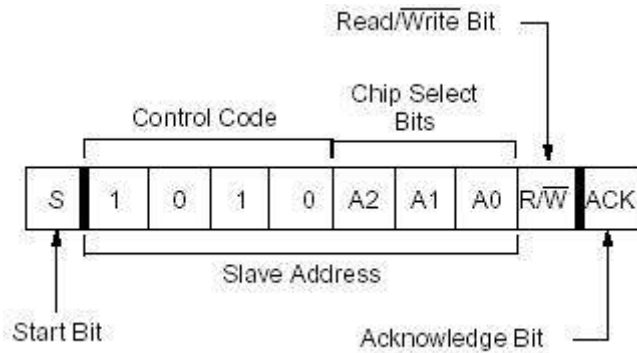 Read/Write Bit
Chip Select
Bits
Control Code
S 1 0 1 0 A2 A1 A0 R/W ACK
Slave Address
Start Bit
Acknowledge Bit